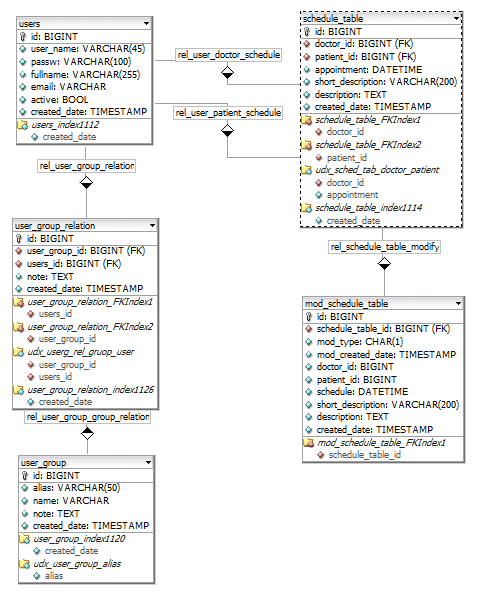 users
id: BIGINT
user_name: VARCHAR(45)
passw: VARCHAR(100)
fullname: VARCHAR(255)
email: VARCHAR
active: BOOL
created_date: TIMESTAMP
users_index1112
created_date
rel_user_doctor_schedule
rel_user_patient_schedule
schedule_table
id: BIGINT
doctor_id: BIGINT (FK)
patient_id: BIGINT (FK)
appointment: DATETIME
short_description: VARCHAR(200)
description: TEXT
created_date: TIMESTAMP
schedule_table_FKIndex1
doctor_id
schedule_table_FKIndex2
patient_id
udx_sched_tab_doctor_patient
doctor_id
appointment
schedule_table_index1114
created_date
rel_user_group_relation
user_group_relation
id: BIGINT
user_group_id: BIGINT (FK)
users_id: BIGINT (FK)
note: TEXT
created_date: TIMESTAMP
user_group_relation_FKIndex1
users_id
user_group_relation_FKIndex2
user_group_id
udx_userg_rel_gruop_user
user_group_id
users_id
user_group_relation_index1126
created_date
rel_schedule_table_modify
mod_schedule_table
id: BIGINT
schedule_table_id: BIGINT (FK)
mod_type: CHAR(1)
mod_created_date: TIMESTAMP
doctor_id: BIGINT
patient_id: BIGINT
schedule: DATETIME
short_description: VARCHAR(200)
description: TEXT
created_date: TIMESTAMP
mod_schedule_table_FKIndex1
schedule_table_id
rel_user_group_group_relation
user_group
id: BIGINT
alias: VARCHAR(50)
name: VARCHAR
note: TEXT
created_date: TIMESTAMP
user_group_index1120
created_date
udx_user_group_alias
alias